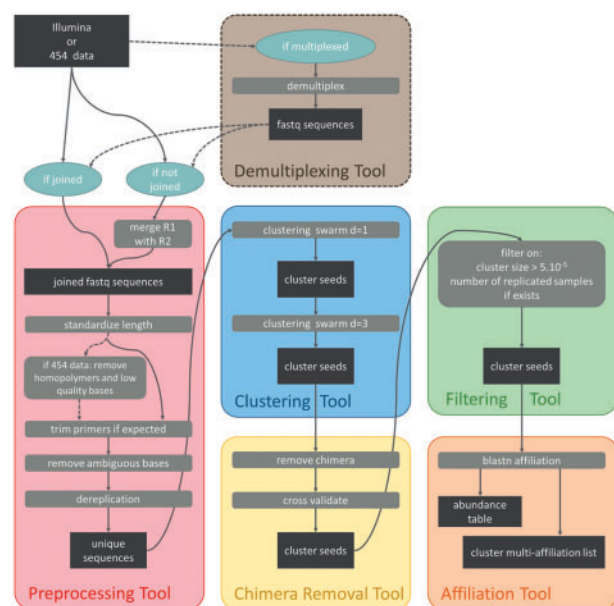 Illumina
or
454 data
if multiplexed
demultiplex
fastq sequences
Demultiplexing Tool
if joined
if not
joined
merge R1
with R2
joined fastq sequences
standardize length
if 454 data: remove
homopolymers and low
quality bases
trim primers if expected
remove ambiguous bases
dereplication
unique
sequences
Preprocessing Tool
clustering swarm d=1
cluster seeds
clustering swarm d=3
cluster seeds
Clustering Tool
remove chimera
cross validate
cluster seeds
Chimera Removal Tool
filter on:
cluster size > 5.10⁻⁵
number of replicated samples
if exists
cluster seeds
Filtering Tool
blastn affiliation
abundance
table
cluster multi-affiliation list
Affiliation Tool